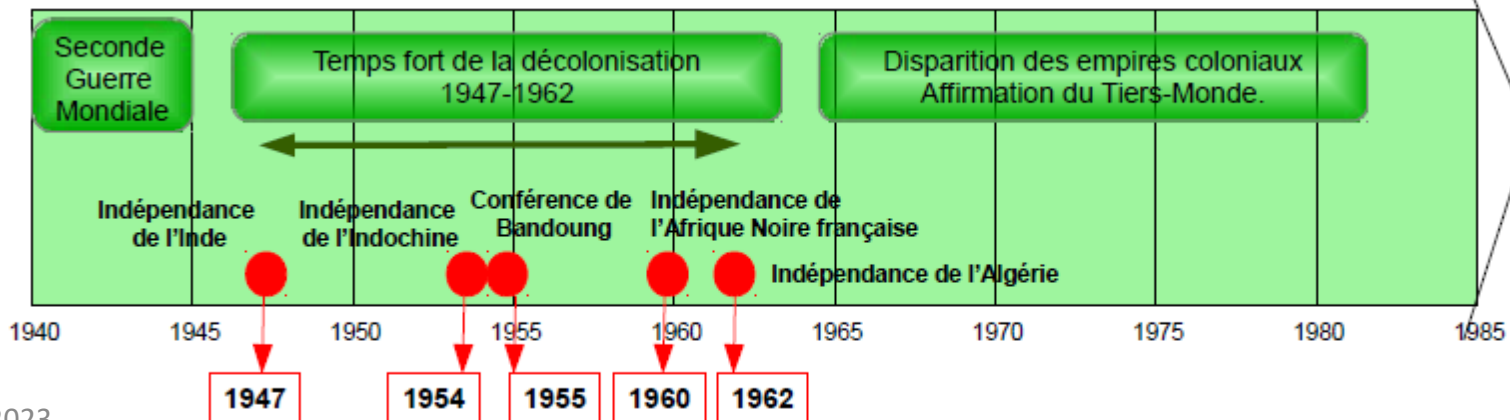 Seconde
Guerre
Mondiale
Temps fort de la décolonisation
1947-1962
Disparition des empires coloniaux
Affirmation du Tiers-Monde.
Indépendance
de l'Inde
Indépendance
de l'Indochine
Conférence de
Bandoung
Indépendance de
l'Afrique Noire française
Indépendance de l'Algérie
1940 1945 1950 1955 1960 1965 1970 1975 1980 1985
1947 1954 1955 1960 1962
2023